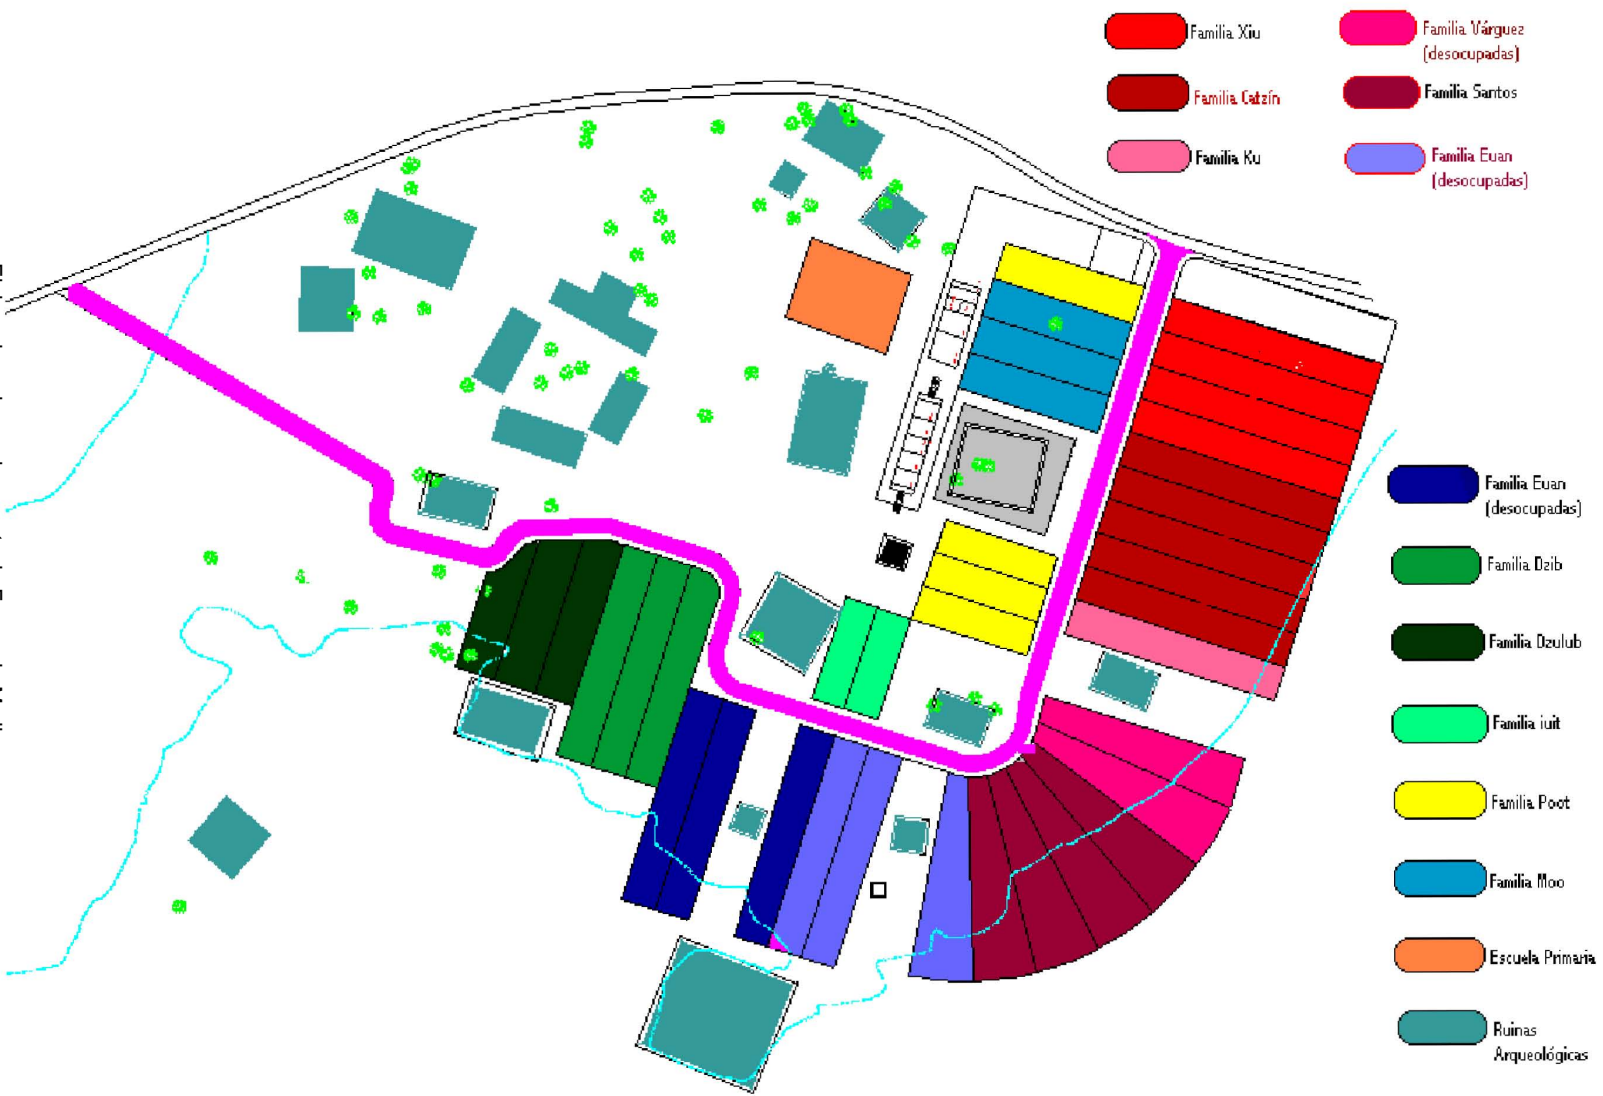 Familia Xiu
Familia Várguez
(desocupadas)
Familia Catzín
Familia Santos
Familia Ku
Familia Euan
(desocupadas)
Familia Euan
(desocupadas)
Familia Dzib
Familia Dzulub
Familia iuit
Familia Poot
Familia Moo
Escuela Primaria
Ruinas
Arqueológicas